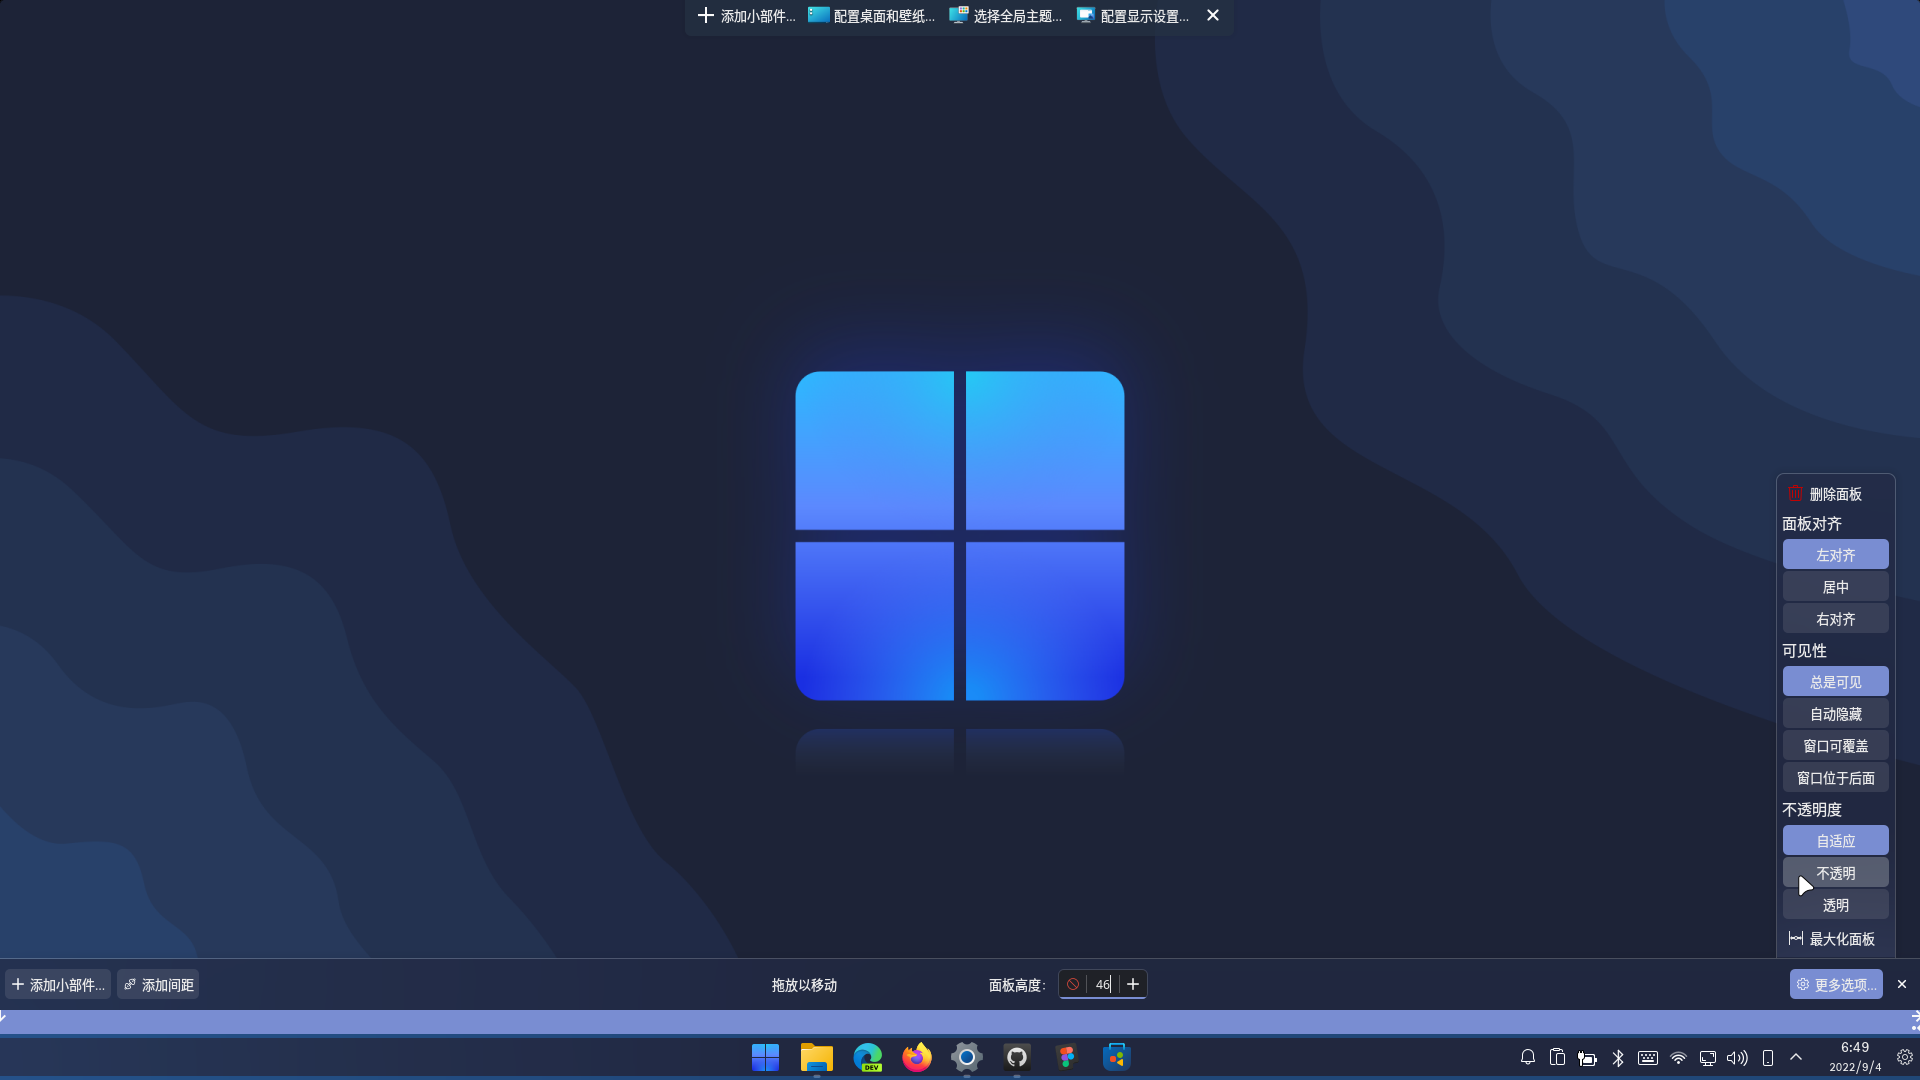 添加小部件...
配置桌面和壁纸...
选择全局主题...
配置显示设置...
删除面板
面板对齐
左对齐
居中
右对齐
可见性
总是可见
自动隐藏
窗口可覆盖
窗口位于后面
不透明度
自适应
不透明
透明
最大化面板
添加小部件...
添加间距
拖放以移动
面板高度:
46
更多选项...
DEV
6:49
2022/9/4